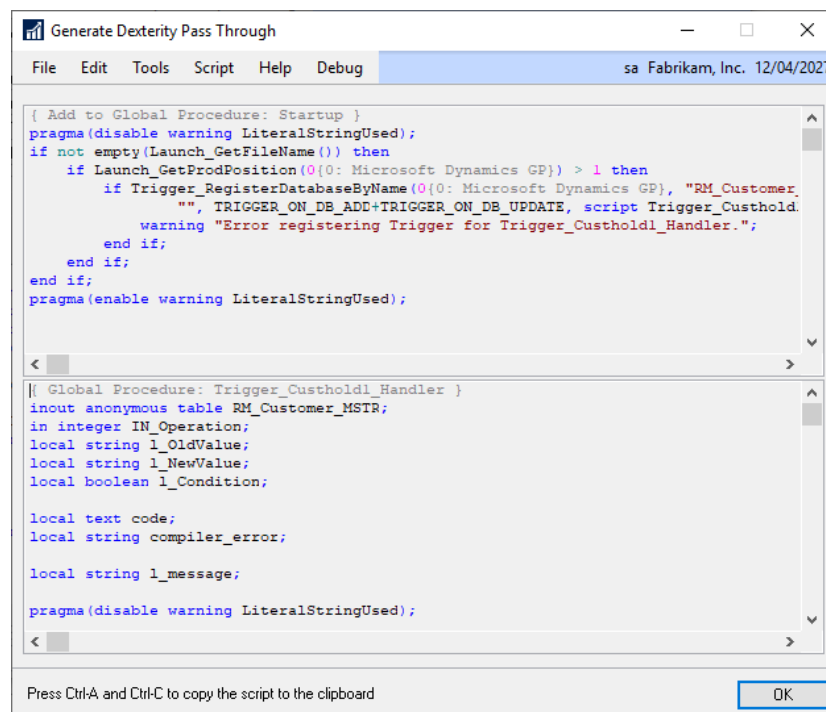 Generate Dexterity Pass Through
File Edit Tools Script Help Debug sa Fabrikam, Inc. 12/04/2027
{ Add to Global Procedure: Startup }
pragma(disable warning LiteralStringUsed);
if not empty(Launch_GetFileName()) then
if Launch_GetProdPosition(0{0: Microsoft Dynamics GP}) > 1 then
if Trigger_RegisterDatabaseByName(0{0: Microsoft Dynamics GP}, "RM_Customer_
"", TRIGGER_ON_DB_ADD+TRIGGER_ON_DB_UPDATE, script Trigger_Custhold1
warning "Error registering Trigger for Trigger_Custhold1_Handler.";
end if;
end if;
end if;
pragma(enable warning LiteralStringUsed);
{ Global Procedure: Trigger_Custhold1_Handler }
inout anonymous table RM_Customer_MSTR;
in integer IN_Operation;
local string l_OldValue;
local string l_NewValue;
local boolean l_Condition;
local text code;
local string compiler_error;
local string l_message;
pragma(disable warning LiteralStringUsed);
Press Ctrl-A and Ctrl-C to copy the script to the clipboard
OK